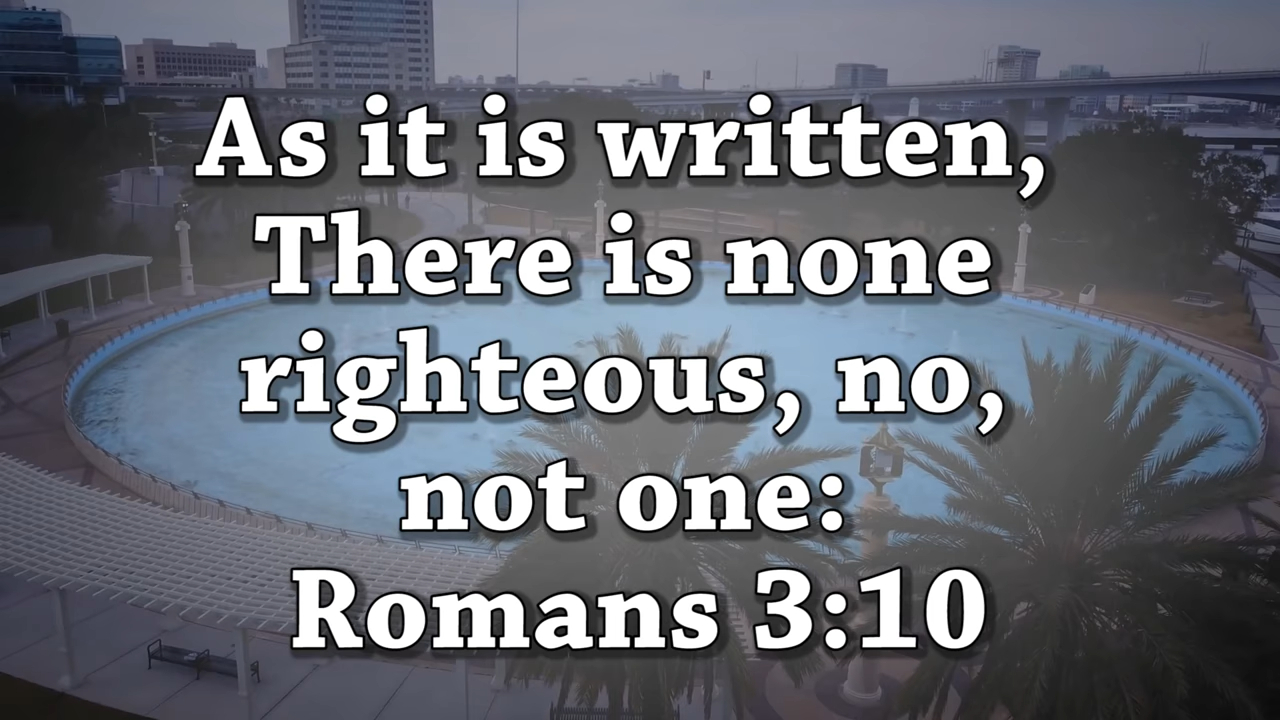 As it is written,
There is none
righteous, no,
not one:
Romans 3:10